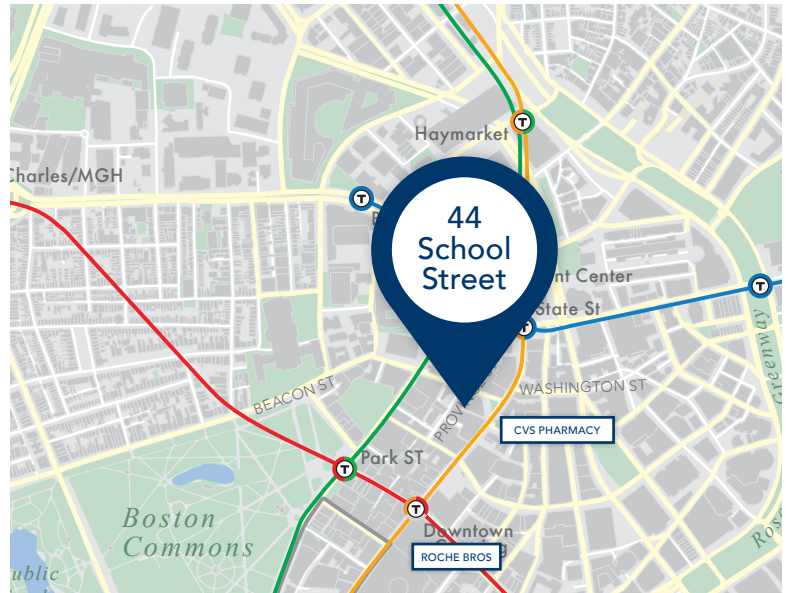 Haymarket
Charles/MGH
44
School
Street
State St
Center
WASHINGTON ST
BEACON ST
CVS PHARMACY
Park ST
Boston
Commons
Downtown
ROCHE BROS
Greenway